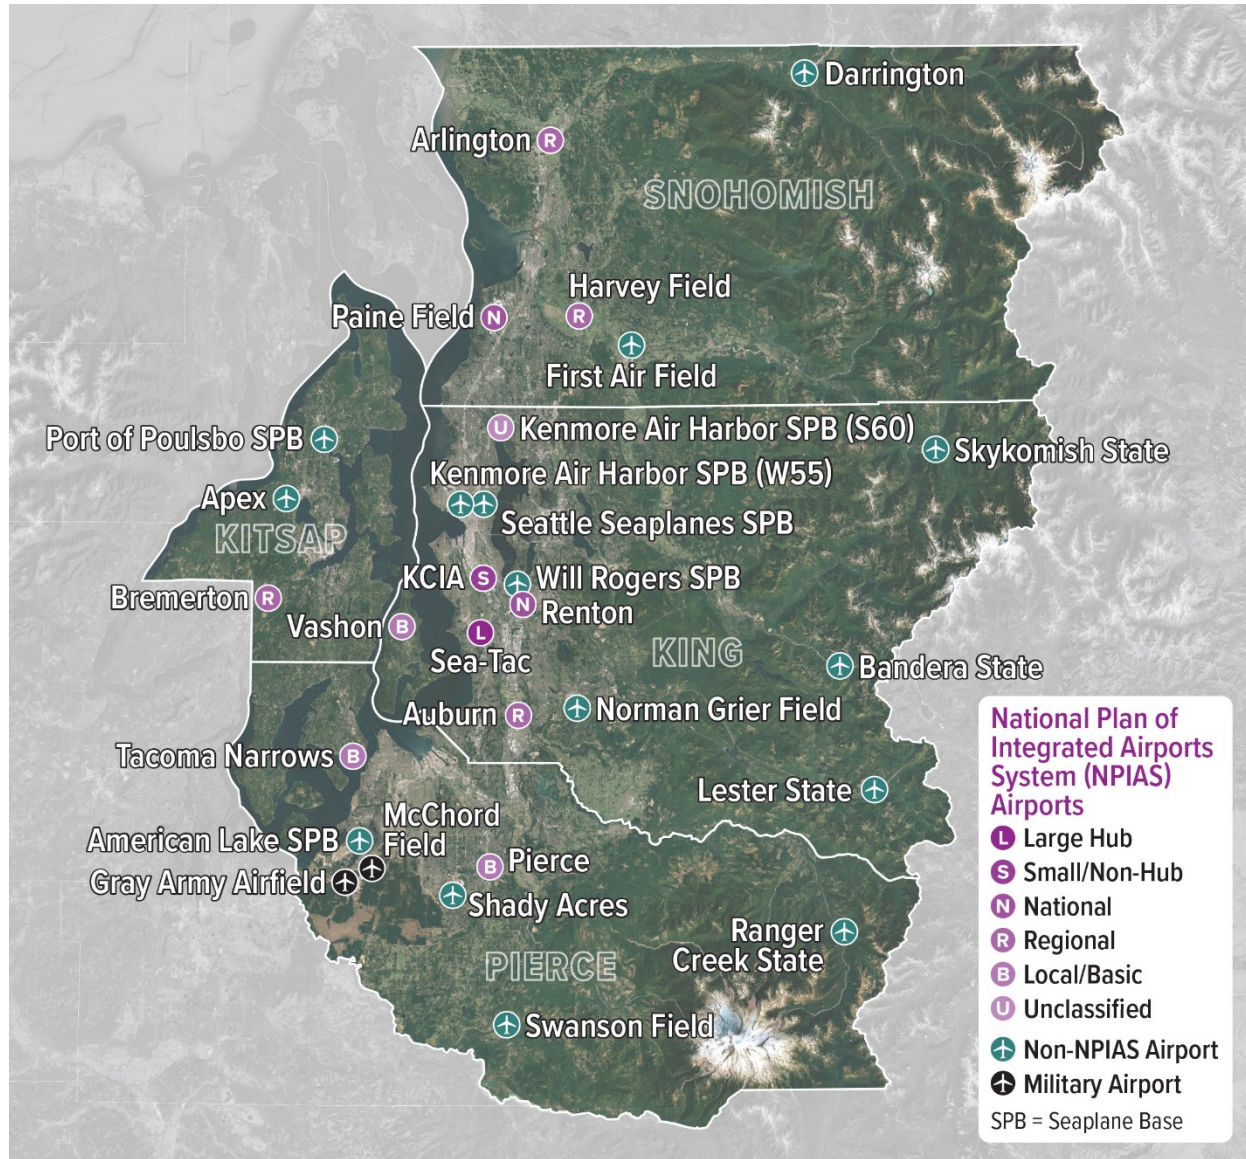 Darrington
Arlington R
SNOHOMISH
Harvey Field
Paine Field N
R
First Air Field
U Kenmore Air Harbor SPB (S60)
Port of Poulsbo SPB
Skykomish State
Kenmore Air Harbor SPB (W55)
Apex
Seattle Seaplanes SPB
KITSAP
KCIA S
Will Rogers SPB
Bremerton R
N Renton
Vashon B
L
Sea-Tac
KING
Bandera State
Auburn R
Norman Grier Field
Tacoma Narrows B
Lester State
McChord
Field
American Lake SPB
Gray Army Airfield
B Pierce
Shady Acres
Ranger
Creek State
PIERCE
Swanson Field
National Plan of
Integrated Airports
System (NPIAS)
Airports
L Large Hub
S Small/Non-Hub
N National
R Regional
B Local/Basic
U Unclassified
Non-NPIAS Airport
Military Airport
SPB = Seaplane Base